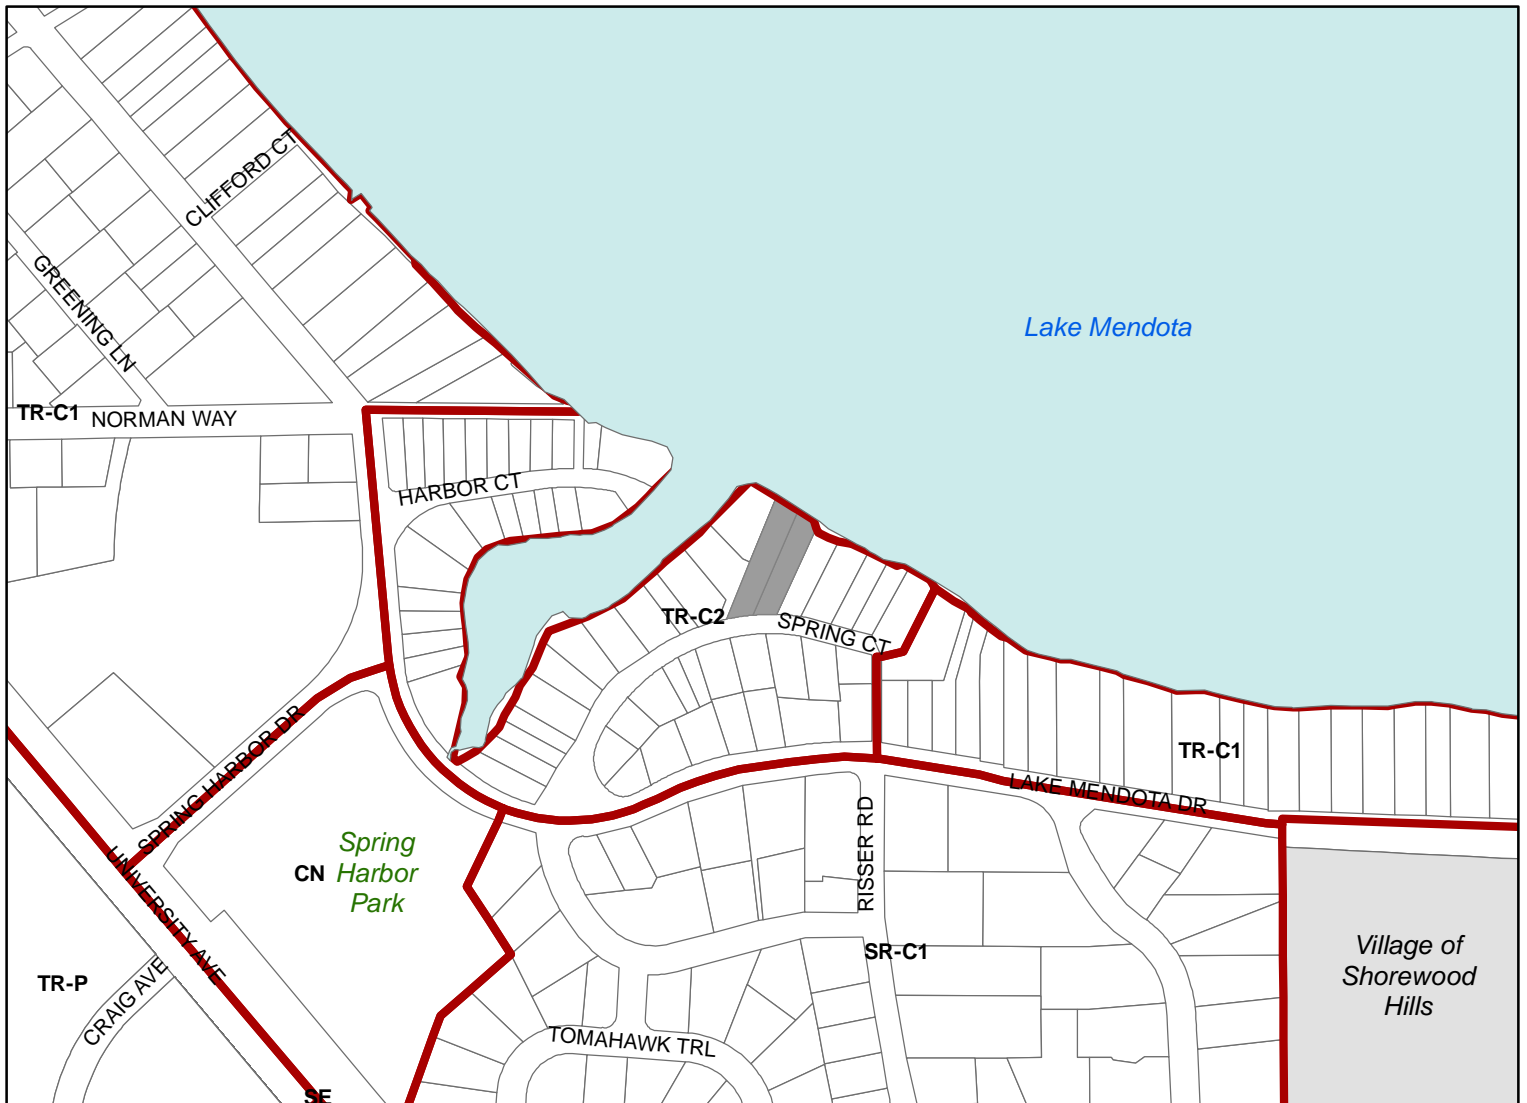 CLIFFORD CT
GREENING LN
Lake Mendota
TR-C1
NORMAN WAY
HARBOR CT
TR-C2
SPRING CT
SPRING HARBOR DR
TR-C1
LAKE MENDOTA DR
RISSER RD
UNIVERSITY AVE
CN
Spring
Harbor
Park
SR-C1
Village of
Shorewood
Hills
TR-P
CRAIG AVE
TOMAHAWK TRL
SE